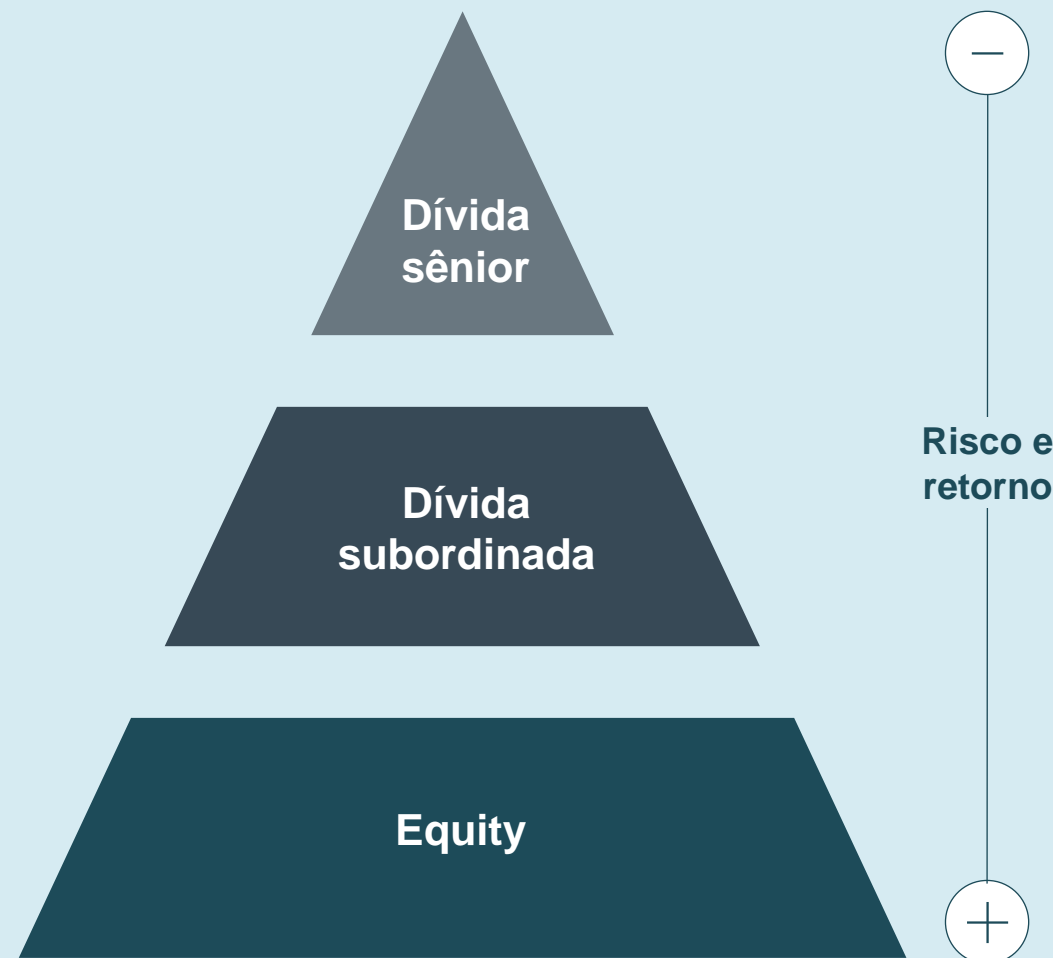 Dívida
sênior
Risco e
retorno
Dívida
subordinada
Equity